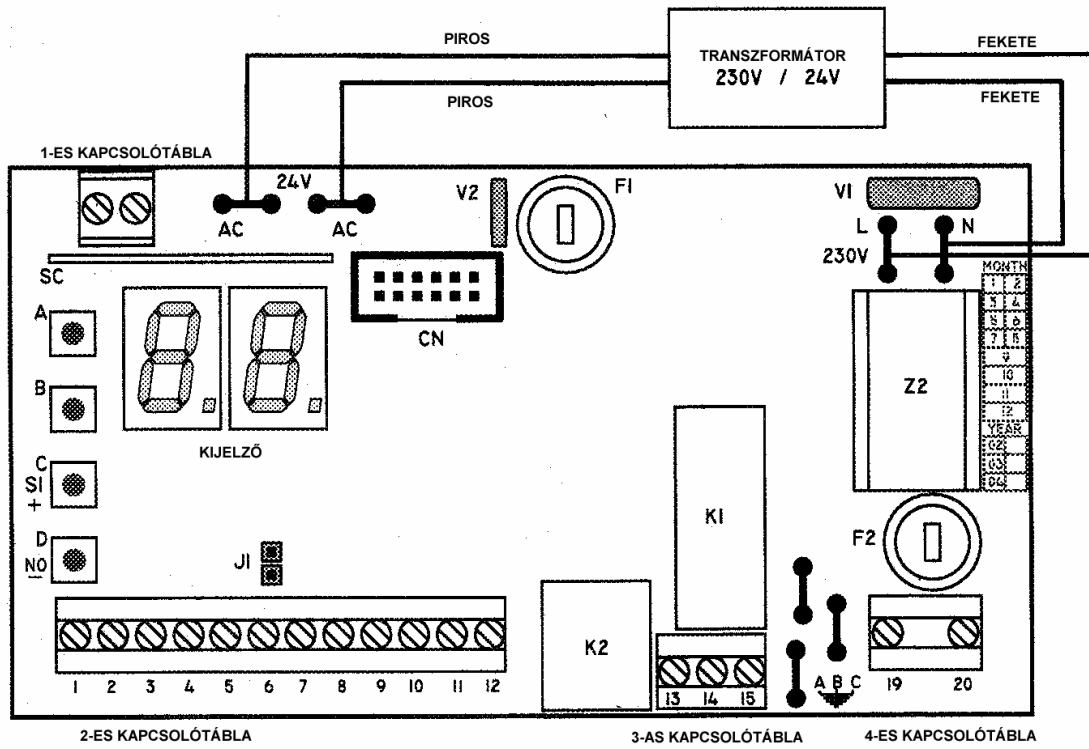 PIROS
TRANSZFORMÁTOR
230V / 24V
FEKETE
PIROS
FEKETE
1-ES KAPCSOLÓTÁBLA
24V
AC
AC
V2
F1
V1
L
N
230V
SC
CN
MONTH
1 2
3 4
5 6
7 8
9
10
11
12
YEAR
02
03
04
A
B
C
SI
+
D
NO
-
KIJELZŐ
Z2
K1
F2
J1
K2
1 2 3 4 5 6 7 8 9 10 11 12
13 14 15
A B C
19 20
2-ES KAPCSOLÓTÁBLA
3-AS KAPCSOLÓTÁBLA
4-ES KAPCSOLÓTÁBLA